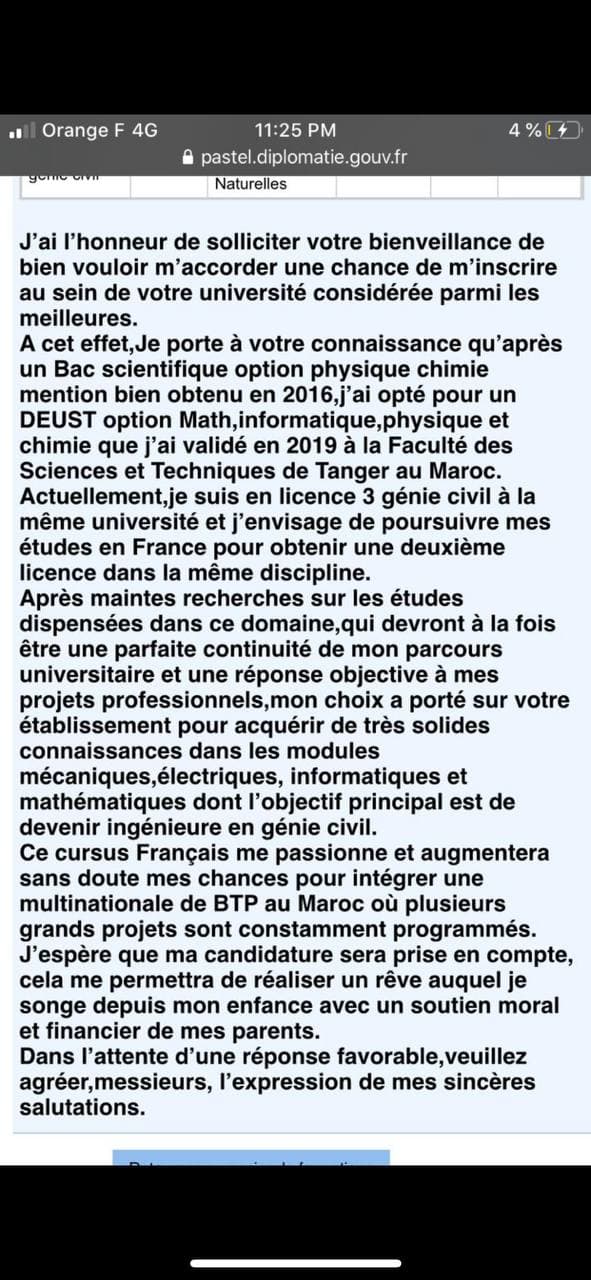 Orange F 4G 11:25 PM 4 %
pastel.diplomatie.gouv.fr
génie civil Naturelles
J’ai l’honneur de solliciter votre bienveillance de
bien vouloir m’accorder une chance de m’inscrire
au sein de votre université considérée parmi les
meilleures.
A cet effet,Je porte à votre connaissance qu’après
un Bac scientifique option physique chimie
mention bien obtenu en 2016,j’ai opté pour un
DEUST option Math,informatique,physique et
chimie que j’ai validé en 2019 à la Faculté des
Sciences et Techniques de Tanger au Maroc.
Actuellement,je suis en licence 3 génie civil à la
même université et j’envisage de poursuivre mes
études en France pour obtenir une deuxième
licence dans la même discipline.
Après maintes recherches sur les études
dispensées dans ce domaine,qui devront à la fois
être une parfaite continuité de mon parcours
universitaire et une réponse objective à mes
projets professionnels,mon choix a porté sur votre
établissement pour acquérir de très solides
connaissances dans les modules
mécaniques,électriques, informatiques et
mathématiques dont l’objectif principal est de
devenir ingénieure en génie civil.
Ce cursus Français me passionne et augmentera
sans doute mes chances pour intégrer une
multinationale de BTP au Maroc où plusieurs
grands projets sont constamment programmés.
J’espère que ma candidature sera prise en compte,
cela me permettra de réaliser un rêve auquel je
songe depuis mon enfance avec un soutien moral
et financier de mes parents.
Dans l’attente d’une réponse favorable,veuillez
agréer,messieurs, l’expression de mes sincères
salutations.